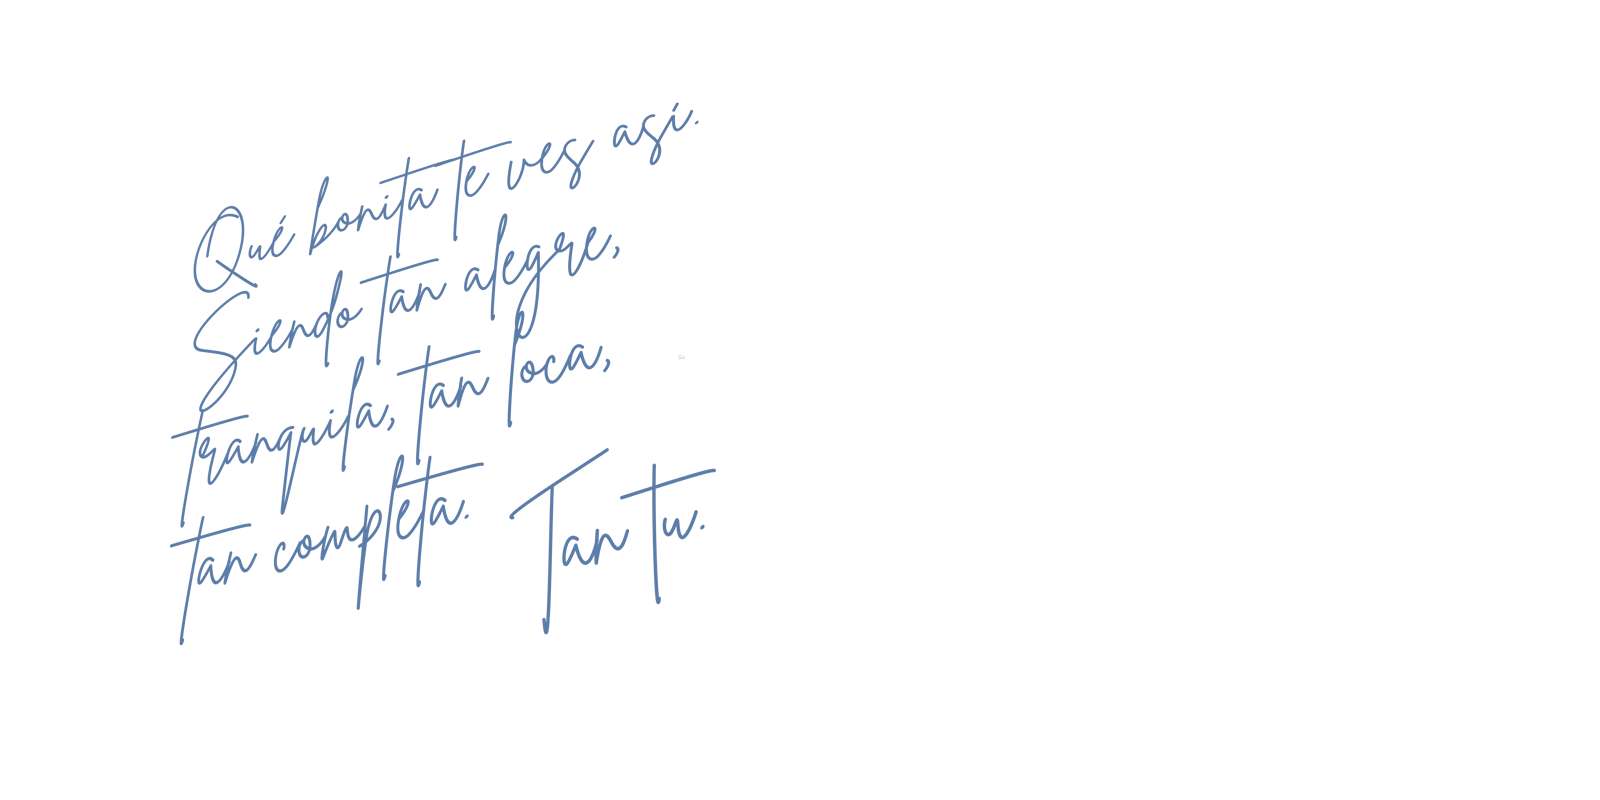 Qué bonita te ves así.
Siendo tan alegre,
tranquila, tan loca,
tan completa. Tan tu.